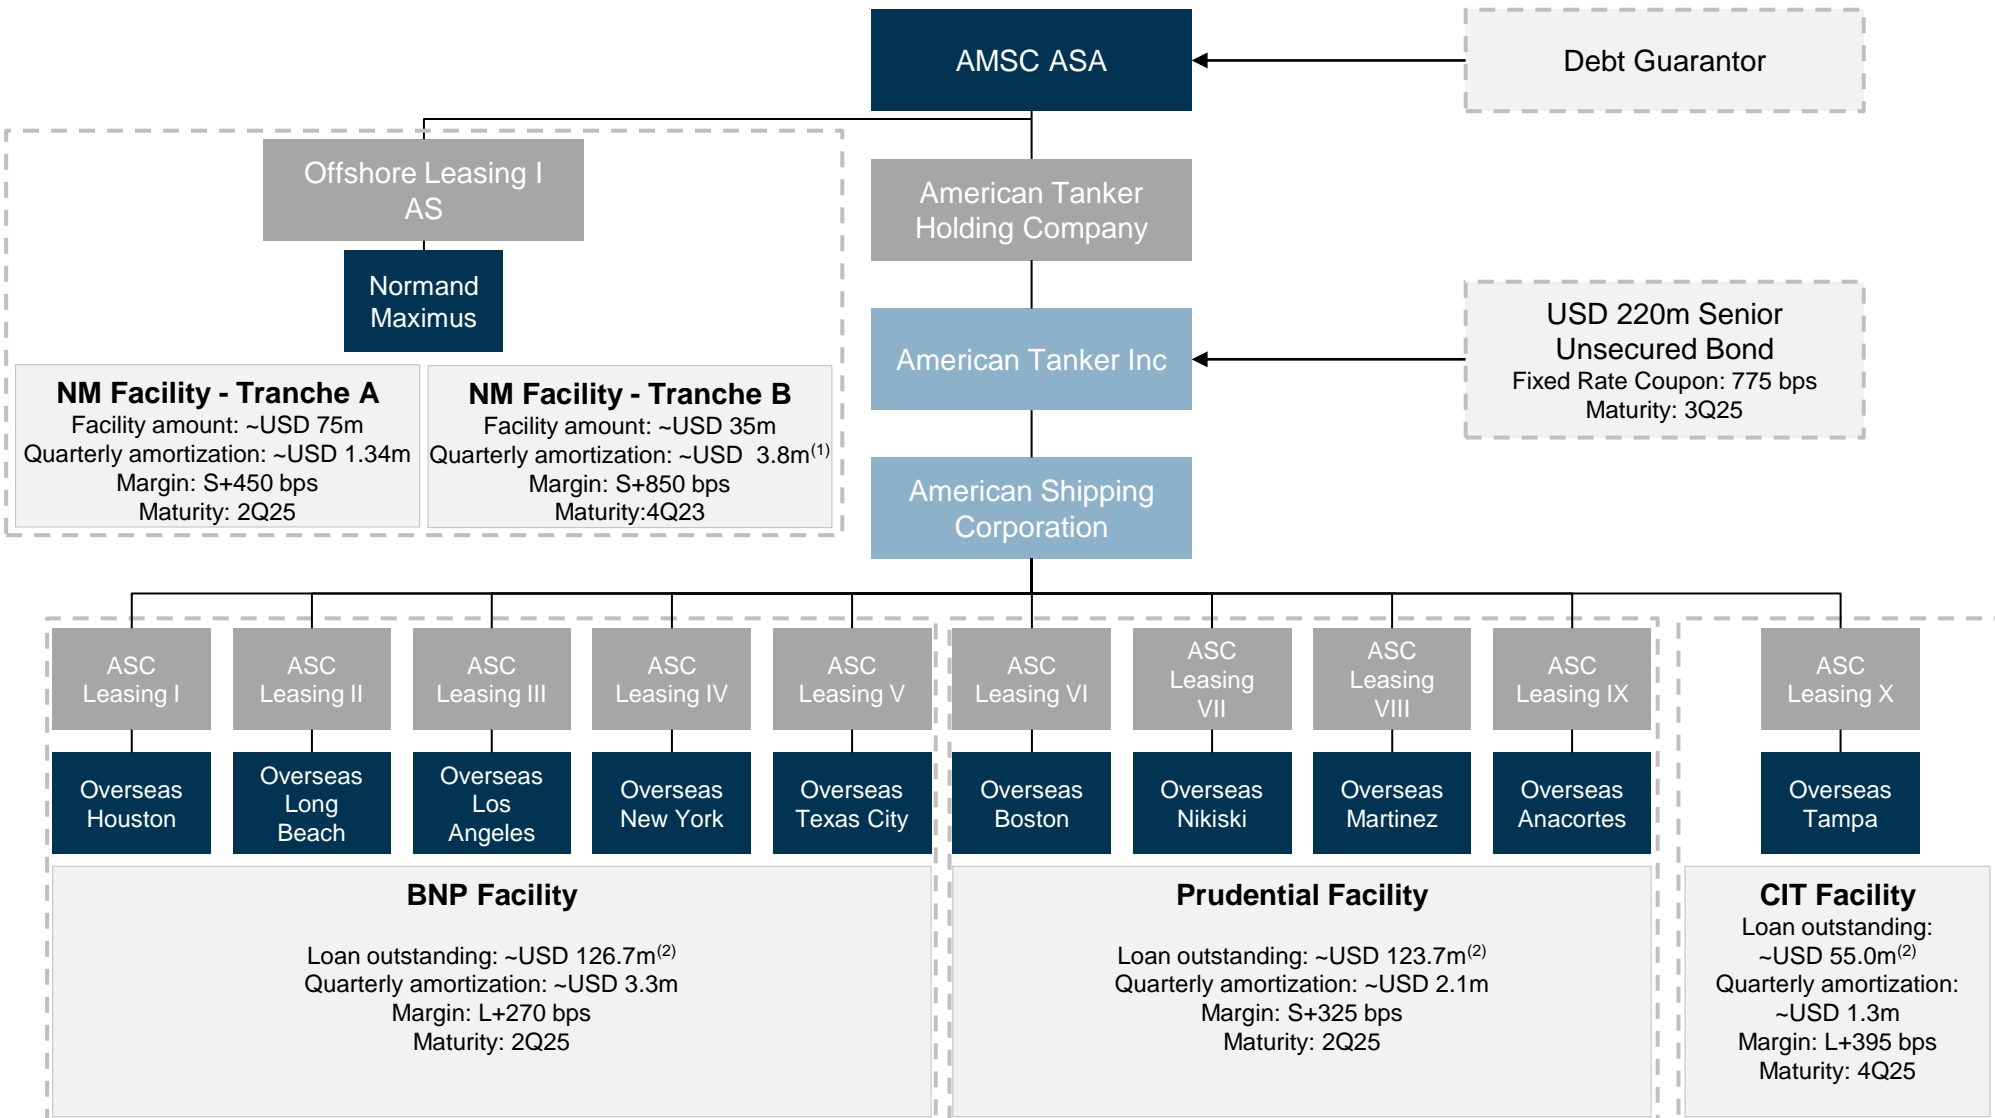 AMSC ASA
Debt Guarantor
Offshore Leasing I
AS
American Tanker
Holding Company
Normand
Maximus
American Tanker Inc
USD 220m Senior
Unsecured Bond
Fixed Rate Coupon: 775 bps
Maturity: 3Q25
NM Facility - Tranche A
Facility amount: ~USD 75m
Quarterly amortization: ~USD 1.34m
Margin: S+450 bps
Maturity: 2Q25
NM Facility - Tranche B
Facility amount: ~USD 35m
Quarterly amortization: ~USD 3.8m(1)
Margin: S+850 bps
Maturity:4Q23
American Shipping
Corporation
ASC
Leasing I
ASC
Leasing II
ASC
Leasing III
ASC
Leasing IV
ASC
Leasing V
ASC
Leasing VI
ASC
Leasing
VII
ASC
Leasing
VIII
ASC
Leasing IX
ASC
Leasing X
Overseas
Houston
Overseas
Long
Beach
Overseas
Los
Angeles
Overseas
New York
Overseas
Texas City
Overseas
Boston
Overseas
Nikiski
Overseas
Martinez
Overseas
Anacortes
Overseas
Tampa
BNP Facility
Loan outstanding: ~USD 126.7m(2)
Quarterly amortization: ~USD 3.3m
Margin: L+270 bps
Maturity: 2Q25
Prudential Facility
Loan outstanding: ~USD 123.7m(2)
Quarterly amortization: ~USD 2.1m
Margin: S+325 bps
Maturity: 2Q25
CIT Facility
Loan outstanding:
~USD 55.0m(2)
Quarterly amortization:
~USD 1.3m
Margin: L+395 bps
Maturity: 4Q25